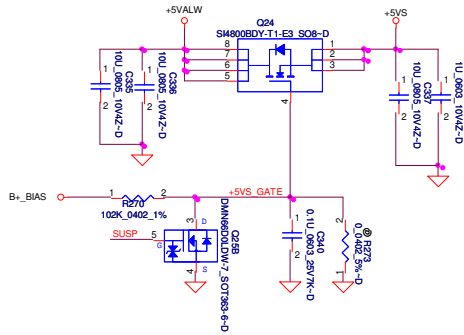 +5VALW
Q24
SI4800BDY-T1-E3_SO8~D
+5VS
8
7
6
5
1
2
3
4
1
2
C335
10U_0805_10V4Z~D
1
2
C336
10U_0805_10V4Z~D
1
2
C337
10U_0805_10V4Z~D
1
2
1U_0603_10V4Z~D
B+_BIAS
1
2
R270
102K_0402_1%
+5VS_GATE
SUSP
5
G
3
D
4
S
Q25B
DMN66D0LDW-7_SOT363-6~D
1
2
C340
0.1U_0603_25V7K~D
2
1
@ R273
0_0402_5%~D